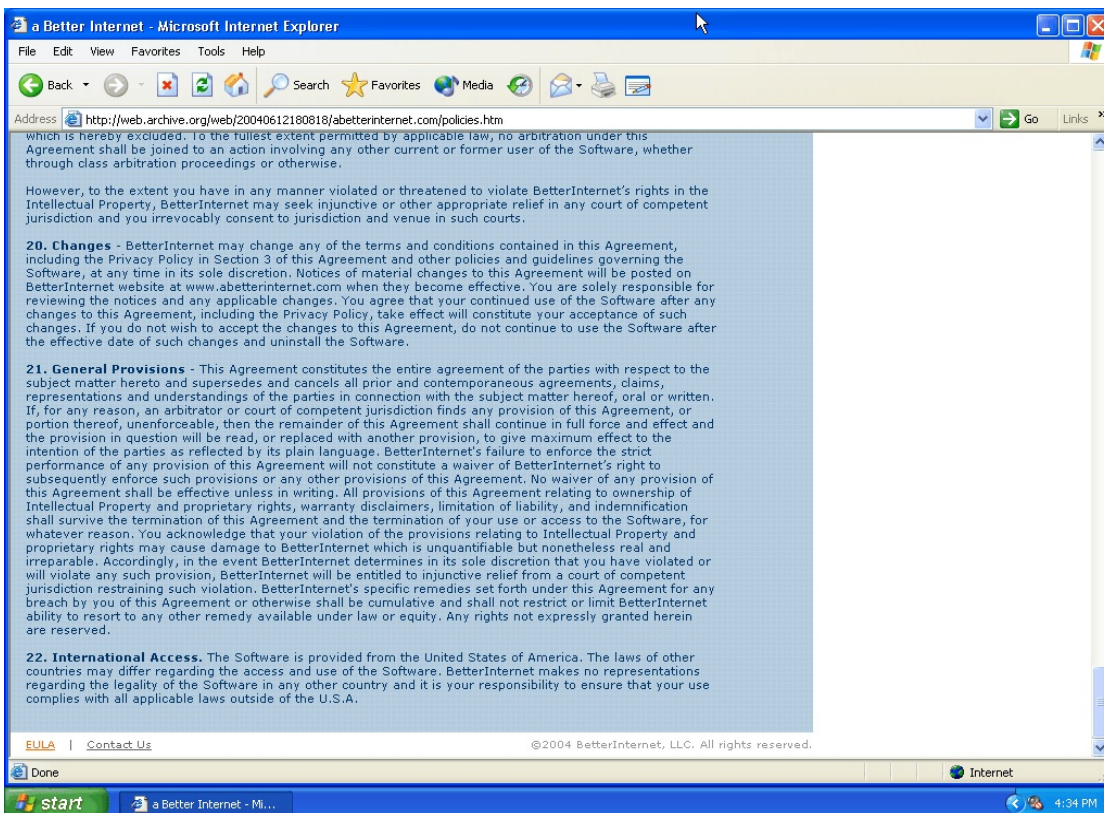 a Better Internet - Microsoft Internet Explorer
File Edit View Favorites Tools Help
Back Search Favorites Media
Address http://web.archive.org/web/20040612180818/abetterinternet.com/policies.htm Go Links »
which is hereby excluded. To the fullest extent permitted by applicable law, no arbitration under this
Agreement shall be joined to an action involving any other current or former user of the Software, whether
through class arbitration proceedings or otherwise.
However, to the extent you have in any manner violated or threatened to violate BetterInternet's rights in the
Intellectual Property, BetterInternet may seek injunctive or other appropriate relief in any court of competent
jurisdiction and you irrevocably consent to jurisdiction and venue in such courts.
20. Changes - BetterInternet may change any of the terms and conditions contained in this Agreement,
including the Privacy Policy in Section 3 of this Agreement and other policies and guidelines governing the
Software, at any time in its sole discretion. Notices of material changes to this Agreement will be posted on
BetterInternet website at www.abetterinternet.com when they become effective. You are solely responsible for
reviewing the notices and any applicable changes. You agree that your continued use of the Software after any
changes to this Agreement, including the Privacy Policy, take effect will constitute your acceptance of such
changes. If you do not wish to accept the changes to this Agreement, do not continue to use the Software after
the effective date of such changes and uninstall the Software.
21. General Provisions - This Agreement constitutes the entire agreement of the parties with respect to the
subject matter hereto and supersedes and cancels all prior and contemporaneous agreements, claims,
representations and understandings of the parties in connection with the subject matter hereof, oral or written.
If, for any reason, an arbitrator or court of competent jurisdiction finds any provision of this Agreement, or
portion thereof, unenforceable, then the remainder of this Agreement shall continue in full force and effect and
the provision in question will be read, or replaced with another provision, to give maximum effect to the
intention of the parties as reflected by its plain language. BetterInternet's failure to enforce the strict
performance of any provision of this Agreement will not constitute a waiver of BetterInternet's right to
subsequently enforce such provisions or any other provisions of this Agreement. No waiver of any provision of
this Agreement shall be effective unless in writing. All provisions of this Agreement relating to ownership of
Intellectual Property and proprietary rights, warranty disclaimers, limitation of liability, and indemnification
shall survive the termination of this Agreement and the termination of your use or access to the Software, for
whatever reason. You acknowledge that your violation of the provisions relating to Intellectual Property and
proprietary rights may cause damage to BetterInternet which is unquantifiable but nonetheless real and
irreparable. Accordingly, in the event BetterInternet determines in its sole discretion that you have violated or
will violate any such provision, BetterInternet will be entitled to injunctive relief from a court of competent
jurisdiction restraining such violation. BetterInternet's specific remedies set forth under this Agreement for any
breach by you of this Agreement or otherwise shall be cumulative and shall not restrict or limit BetterInternet
ability to resort to any other remedy available under law or equity. Any rights not expressly granted herein
are reserved.
22. International Access. The Software is provided from the United States of America. The laws of other
countries may differ regarding the access and use of the Software. BetterInternet makes no representations
regarding the legality of the Software in any other country and it is your responsibility to ensure that your use
complies with all applicable laws outside of the U.S.A.
EULA | Contact Us ©2004 BetterInternet, LLC. All rights reserved.
Done Internet
start a Better Internet - Mi... 4:34 PM